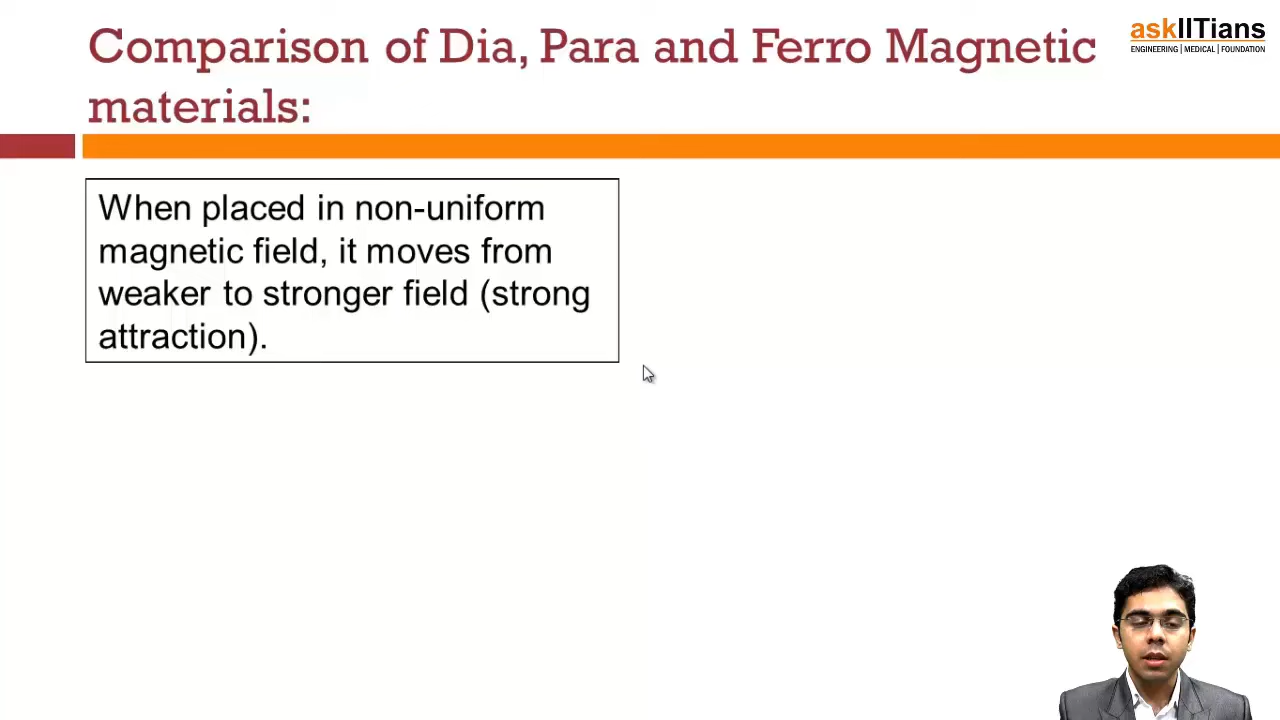 Comparison of Dia, Para and Ferro Magnetic
materials:
askIITians
ENGINEERING | MEDICAL | FOUNDATION
When placed in non-uniform
magnetic field, it moves from
weaker to stronger field (strong
attraction).